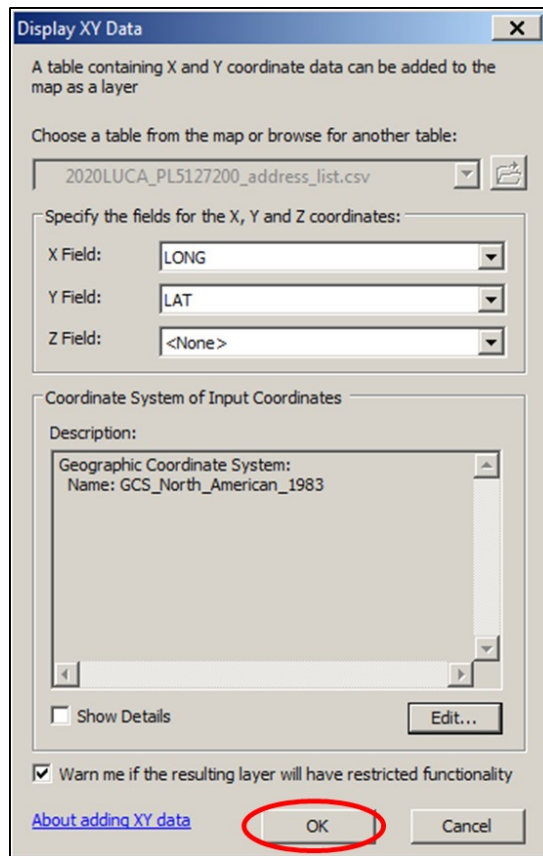 Display XY Data
A table containing X and Y coordinate data can be added to the
map as a layer
Choose a table from the map or browse for another table:
2020LUCA_PL5127200_address_list.csv
Specify the fields for the X, Y and Z coordinates:
X Field: LONG
Y Field: LAT
Z Field: <None>
Coordinate System of Input Coordinates
Description:
Geographic Coordinate System:
Name: GCS_North_American_1983
Show Details Edit...
Warn me if the resulting layer will have restricted functionality
About adding XY data OK Cancel